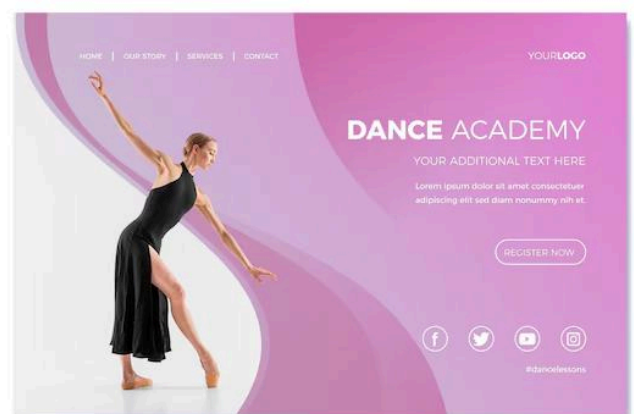 HOME | OUR STORY | SERVICES | CONTACT
YOURLOGO
DANCE ACADEMY
YOUR ADDITIONAL TEXT HERE
Lorem ipsum dolor sit amet consectetuer
adipiscing elit sed diam nonummy nih et.
REGISTER NOW
#dancelessons